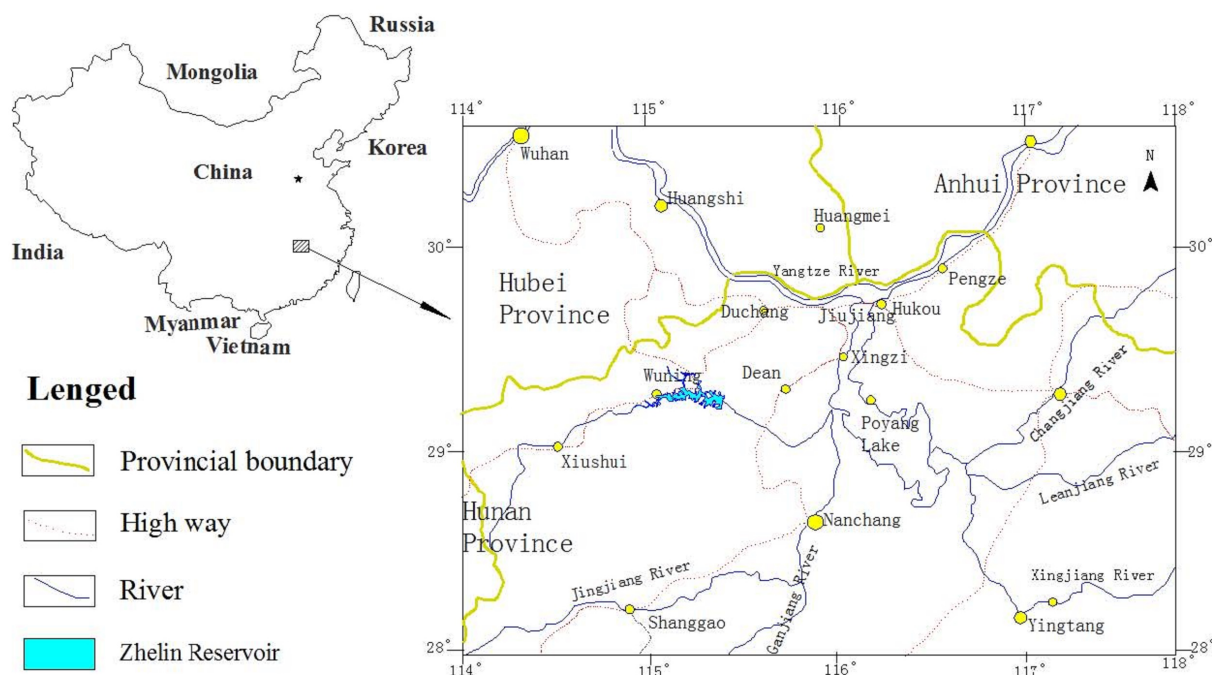 Russia
Mongolia
Korea
China
India
Myanmar
Vietnam
Lenged
Provincial boundary
High way
River
Zhelin Reservoir
114°
115°
116°
117°
118°
Wuhan
N
Anhui Province
Huangshi
Huangmei
30°
30°
Yangtze River
Pengze
Hubei
Province
Duchang
Jiujiang
Hukou
Xingzi
Wuning
Dean
Changjiang River
Poyang
Lake
29°
29°
Xiushui
Leanjiang River
Hunan
Province
Nanchang
Jingjiang River
Ganjiang River
Xingjiang River
Shanggao
Yingtang
28°
28°
114°
115°
116°
117°
118°